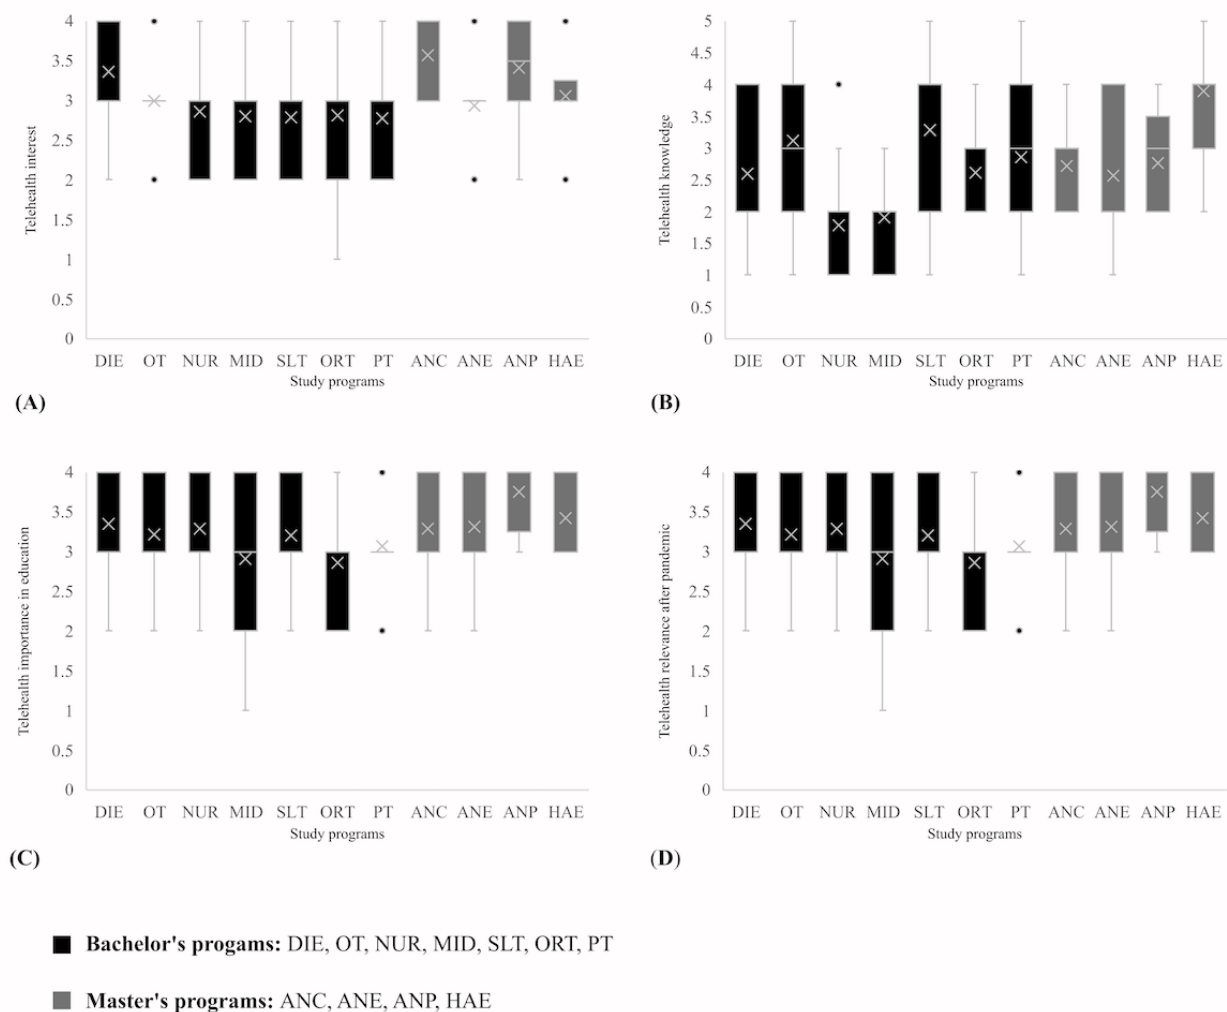 4
3.5
3
2.5
2
1.5
1
0.5
0
Telehealth interest
DIE OT NUR MID SLT ORT PT ANC ANE ANP HAE
Study programs
(A)
5
4.5
4
3.5
3
2.5
2
1.5
1
0.5
0
Telehealth knowledge
DIE OT NUR MID SLT ORT PT ANC ANE ANP HAE
Study programs
(B)
4
3.5
3
2.5
2
1.5
1
0.5
0
Telehealth importance in education
DIE OT NUR MID SLT ORT PT ANC ANE ANP HAE
Study programs
(C)
4
3.5
3
2.5
2
1.5
1
0.5
0
Telehealth relevance after pandemic
DIE OT NUR MID SLT ORT PT ANC ANE ANP HAE
Study programs
(D)
Bachelor's progams: DIE, OT, NUR, MID, SLT, ORT, PT
Master's programs: ANC, ANE, ANP, HAE